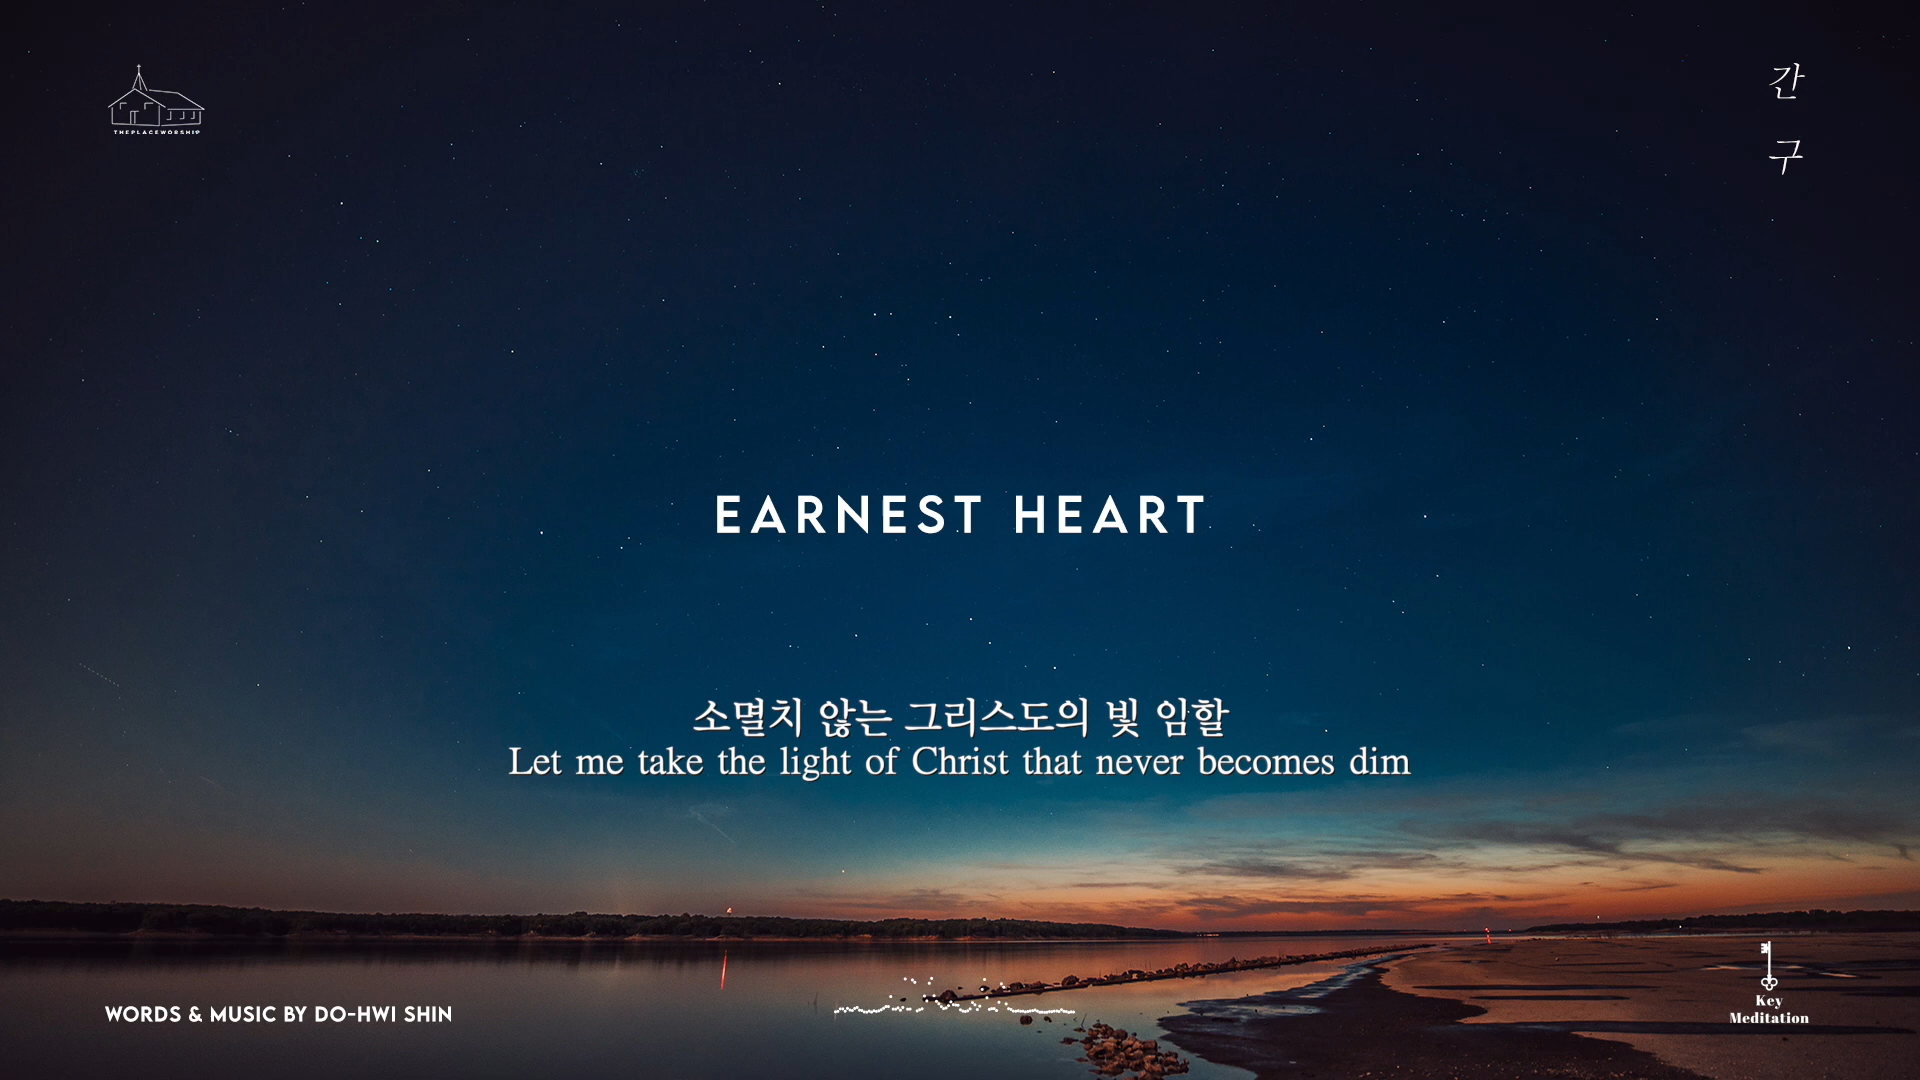 THEPLACEWORSHIP
간
구
EARNEST HEART
소멸치 않는 그리스도의 빛 임할
Let me take the light of Christ that never becomes dim
WORDS & MUSIC BY DO-HWI SHIN
Key
Meditation